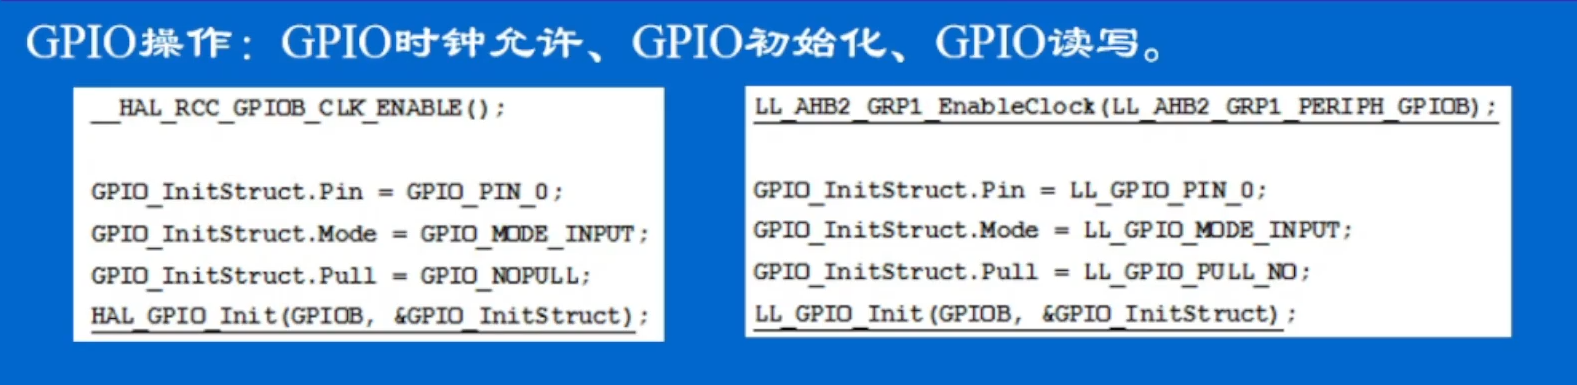 GPIO操作：GPIO时钟允许、GPIO初始化、GPIO读写。
__HAL_RCC_GPIOB_CLK_ENABLE();
GPIO_InitStruct.Pin = GPIO_PIN_0;
GPIO_InitStruct.Mode = GPIO_MODE_INPUT;
GPIO_InitStruct.Pull = GPIO_NOPULL;
HAL_GPIO_Init(GPIOB, &GPIO_InitStruct);
LL_AHB2_GRP1_EnableClock(LL_AHB2_GRP1_PERIPH_GPIOB);
GPIO_InitStruct.Pin = LL_GPIO_PIN_0;
GPIO_InitStruct.Mode = LL_GPIO_MODE_INPUT;
GPIO_InitStruct.Pull = LL_GPIO_PULL_NO;
LL_GPIO_Init(GPIOB, &GPIO_InitStruct);